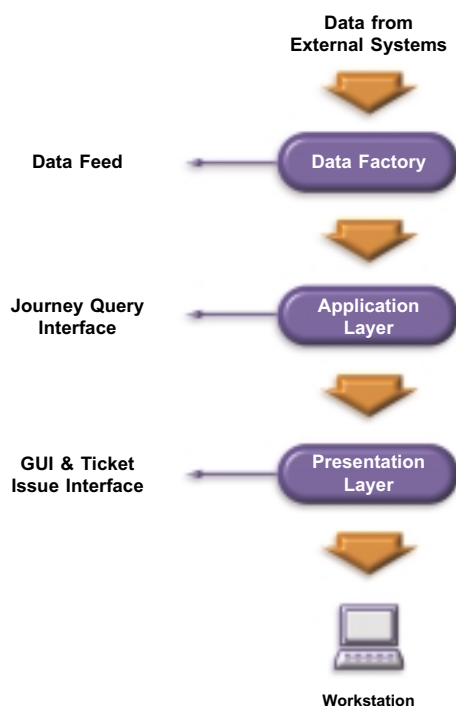 Data from
External Systems
Data Feed
Data Factory
Journey Query
Interface
Application
Layer
GUI & Ticket
Issue Interface
Presentation
Layer
Workstation